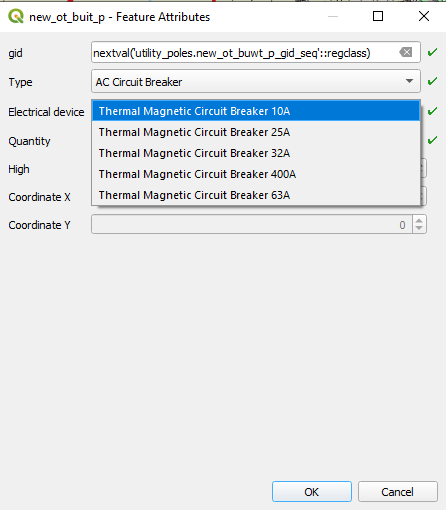 new_ot_buit_p - Feature Attributes
gid nextval('utility_poles.new_ot_buwt_p_gid_seq'::regclass)
Type AC Circuit Breaker
Electrical device Thermal Magnetic Circuit Breaker 10A
Thermal Magnetic Circuit Breaker 25A
Quantity
Thermal Magnetic Circuit Breaker 32A
High
Thermal Magnetic Circuit Breaker 400A
Coordinate X
Thermal Magnetic Circuit Breaker 63A
Coordinate Y 0
OK Cancel